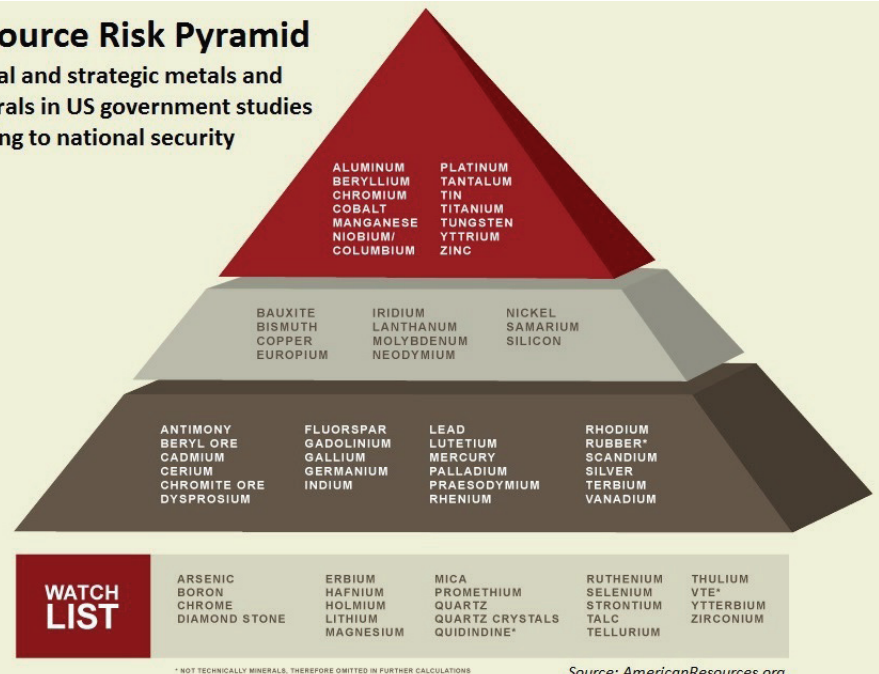 ource Risk Pyramid
al and strategic metals and
rals in US government studies
ng to national security
ALUMINUM
BERYLLIUM
CHROMIUM
COBALT
MANGANESE
NIOBIUM/
COLUMBIUM
PLATINUM
TANTALUM
TIN
TITANIUM
TUNGSTEN
YTTRIUM
ZINC
BAUXITE
BISMUTH
COPPER
EUROPIUM
IRIDIUM
LANTHANUM
MOLYBDENUM
NEODYMIUM
NICKEL
SAMARIUM
SILICON
ANTIMONY
BERYL ORE
CADMIUM
CERIUM
CHROMITE ORE
DYSPROSIUM
FLUORSPAR
GADOLINIUM
GALLIUM
GERMANIUM
INDIUM
LEAD
LUTETIUM
MERCURY
PALLADIUM
PRAESODYMIUM
RHENIUM
RHODIUM
RUBBER*
SCANDIUM
SILVER
TERBIUM
VANADIUM
WATCH
LIST
ARSENIC
BORON
CHROME
DIAMOND STONE
ERBIUM
HAFNIUM
HOLMIUM
LITHIUM
MAGNESIUM
MICA
PROMETHIUM
QUARTZ
QUARTZ CRYSTALS
QUIDINDINE*
RUTHENIUM
SELENIUM
STRONTIUM
TALC
TELLURIUM
THULIUM
VTE*
YTTERBIUM
ZIRCONIUM
* NOT TECHNICALLY MINERALS, THEREFORE OMITTED IN FURTHER CALCULATIONS
Source: AmericanResources.org